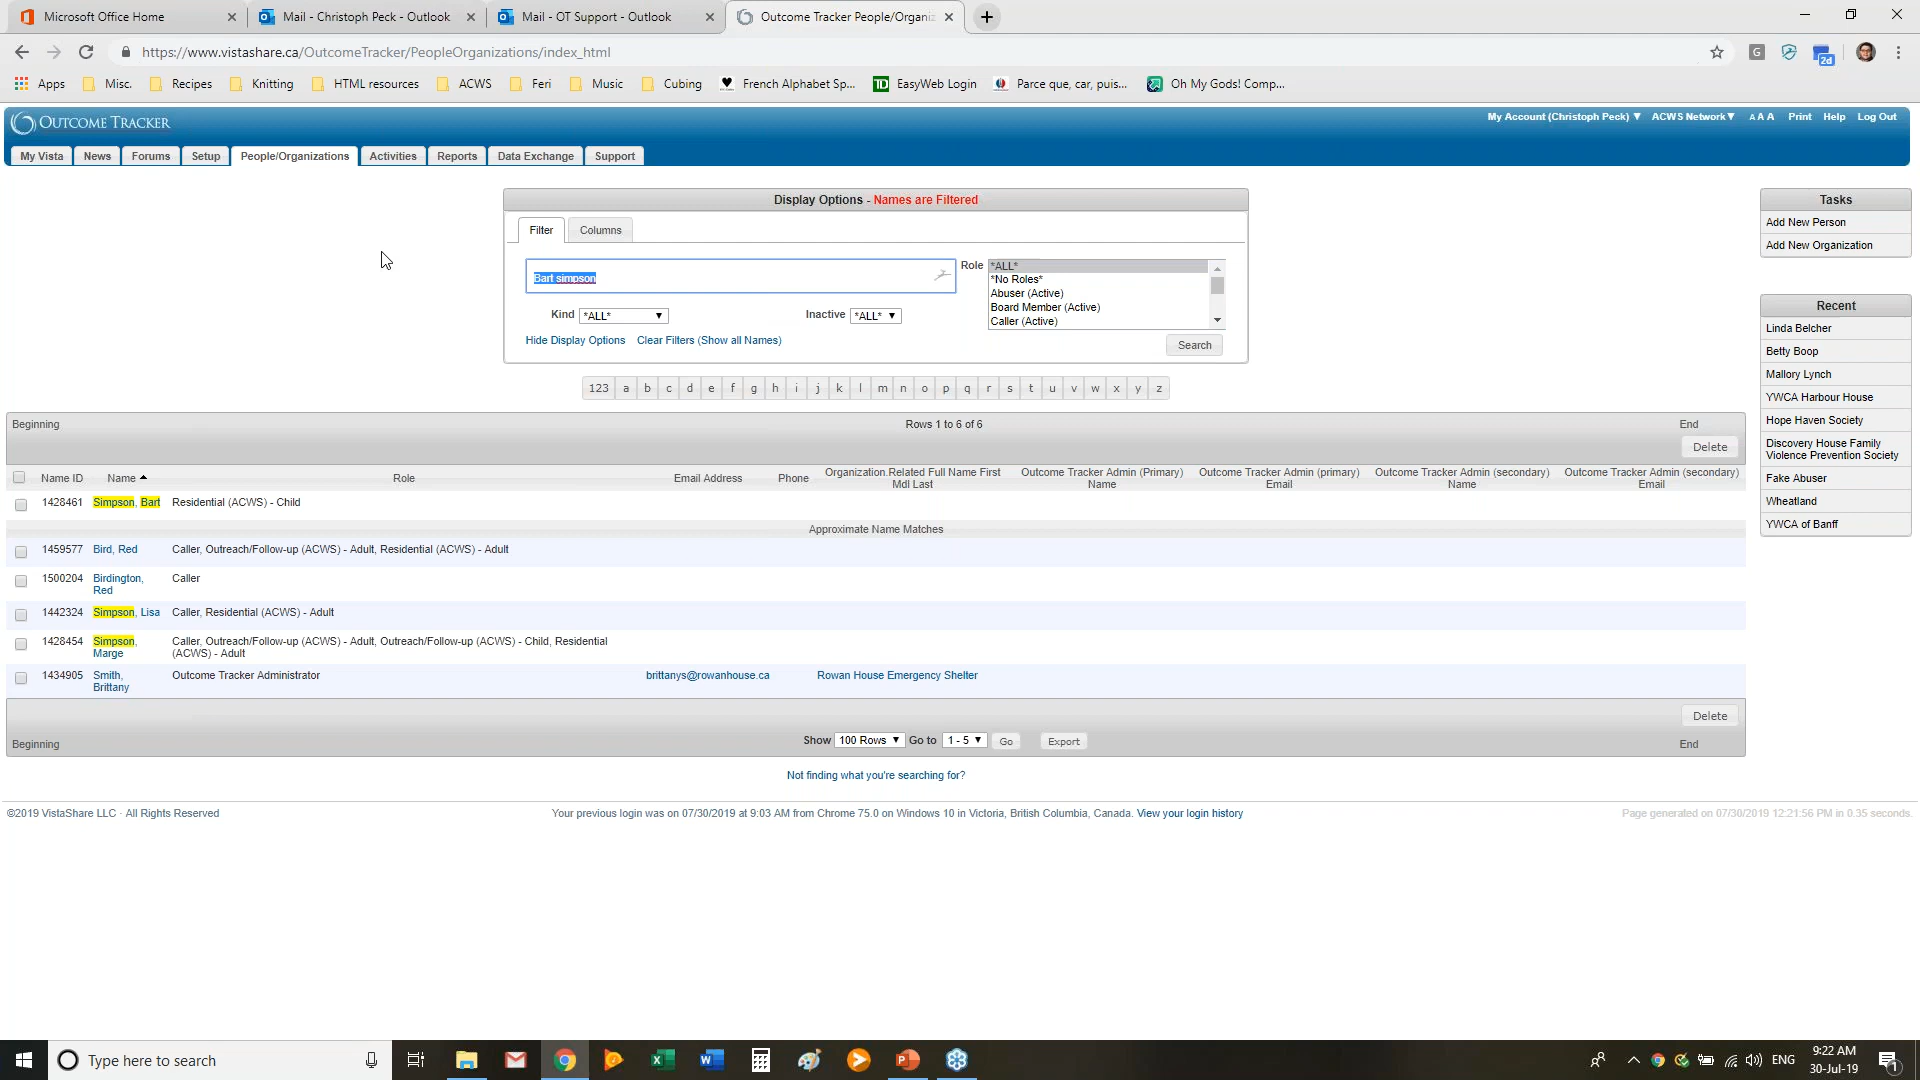 Microsoft Office Home
Mail - Christoph Peck - Outlook
Mail - OT Support - Outlook
Outcome Tracker People/Organiz
https://www.vistashare.ca/OutcomeTracker/PeopleOrganizations/index_html
G
2d
Apps
Misc.
Recipes
Knitting
HTML resources
ACWS
Feri
Music
Cubing
French Alphabet Sp...
TD
EasyWeb Login
Parce que, car, puis...
Oh My Gods! Comp...
OUTCOME TRACKER
My Account (Christoph Peck) ▼
ACWS Network▼
A A A
Print
Help
Log Out
My Vista
News
Forums
Setup
People/Organizations
Activities
Reports
Data Exchange
Support
Display Options - Names are Filtered
Filter
Columns
Bart simpson
Role
*ALL*
*No Roles*
Abuser (Active)
Board Member (Active)
Caller (Active)
Kind *ALL*
Inactive *ALL*
Hide Display Options
Clear Filters (Show all Names)
Search
123 a b c d e f g h i j k l m n o p q r s t u v w x y z
Tasks
Add New Person
Add New Organization
Recent
Linda Belcher
Betty Boop
Mallory Lynch
YWCA Harbour House
Hope Haven Society
Discovery House Family
Violence Prevention Society
Fake Abuser
Wheatland
YWCA of Banff
Beginning
Rows 1 to 6 of 6
End
Delete
Name ID
Name
Role
Email Address
Phone
Organization.Related Full Name First
Mdl Last
Outcome Tracker Admin (Primary)
Name
Outcome Tracker Admin (primary)
Email
Outcome Tracker Admin (secondary)
Name
Outcome Tracker Admin (secondary)
Email
1428461 Simpson, Bart Residential (ACWS) - Child
Approximate Name Matches
1459577 Bird, Red Caller, Outreach/Follow-up (ACWS) - Adult, Residential (ACWS) - Adult
1500204 Birdington, Caller
Red
1442324 Simpson, Lisa Caller, Residential (ACWS) - Adult
1428454 Simpson, Caller, Outreach/Follow-up (ACWS) - Adult, Outreach/Follow-up (ACWS) - Child, Residential
Marge (ACWS) - Adult
1434905 Smith, Outcome Tracker Administrator brittanys@rowanhouse.ca Rowan House Emergency Shelter
Brittany
Delete
Beginning
Show 100 Rows Go to 1 - 5 Go Export
End
Not finding what you're searching for?
©2019 VistaShare LLC · All Rights Reserved
Your previous login was on 07/30/2019 at 9:03 AM from Chrome 75.0 on Windows 10 in Victoria, British Columbia, Canada. View your login history
Page generated on 07/30/2019 12:21:56 PM in 0.35 seconds.
Type here to search
ENG
9:22 AM
30-Jul-19
1